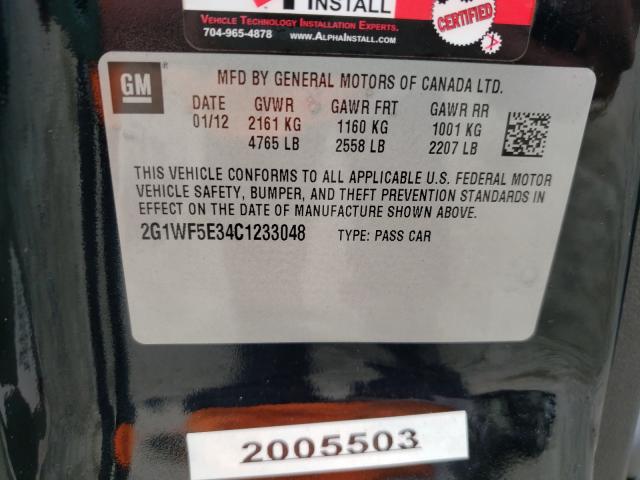 INSTALL
VEHICLE TECHNOLOGY INSTALLATION EXPERTS.
704-965-4878 WWW.ALPHAINSTALL.COM
CERTIFIED
GM
MFD BY GENERAL MOTORS OF CANADA LTD.
DATE GVWR GAWR FRT GAWR RR
01/12 2161 KG 1160 KG 1001 KG
4765 LB 2558 LB 2207 LB
THIS VEHICLE CONFORMS TO ALL APPLICABLE U.S. FEDERAL MOTOR
VEHICLE SAFETY, BUMPER, AND THEFT PREVENTION STANDARDS IN
EFFECT ON THE DATE OF MANUFACTURE SHOWN ABOVE.
2G1WF5E34C1233048 TYPE: PASS CAR
2005503